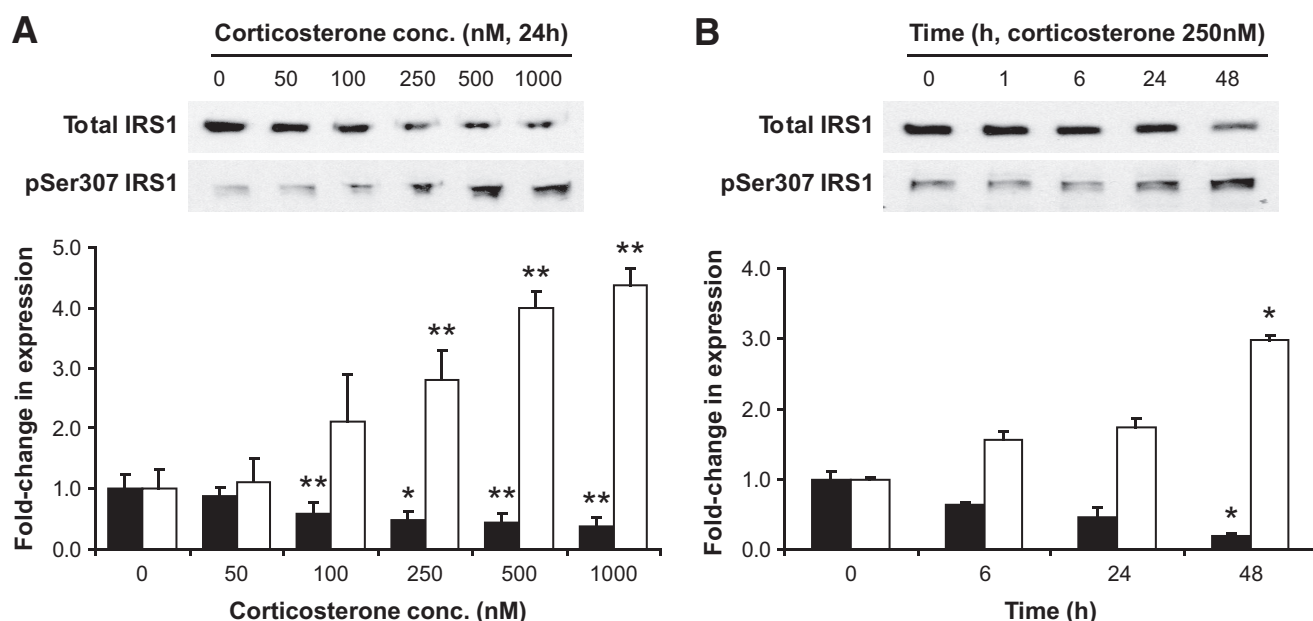 A
Corticosterone conc. (nM, 24h)
0 50 100 250 500 1000
Total IRS1
pSer307 IRS1
Fold-change in expression
5.0
4.0
3.0
2.0
1.0
0.0
** * ** **
** ** **
0 50 100 250 500 1000
Corticosterone conc. (nM)
B
Time (h, corticosterone 250nM)
0 1 6 24 48
Total IRS1
pSer307 IRS1
Fold-change in expression
4.0
3.0
2.0
1.0
0.0
*
*
0 6 24 48
Time (h)